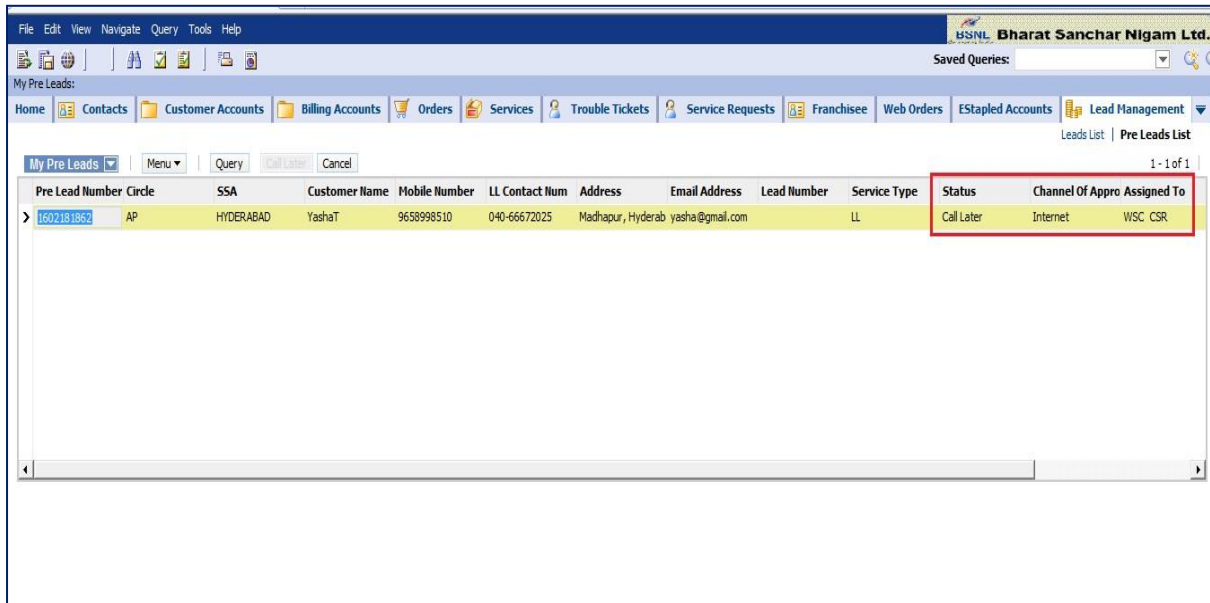 File Edit View Navigate Query Tools Help
BSNL Bharat Sanchar Nigam Ltd.
Saved Queries:
My Pre Leads:
Home Contacts Customer Accounts Billing Accounts Orders Services Trouble Tickets Service Requests Franchisee Web Orders EStapled Accounts Lead Management
Leads List | Pre Leads List
My Pre Leads Menu Query Call Later Cancel 1 - 1 of 1
Pre Lead Number Circle SSA Customer Name Mobile Number LL Contact Num Address Email Address Lead Number Service Type Status Channel Of Appro Assigned To
1602181862 AP HYDERABAD YashaT 9658998510 040-66672025 Madhapur, Hyderab yasha@gmail.com LL Call Later Internet WSC CSR